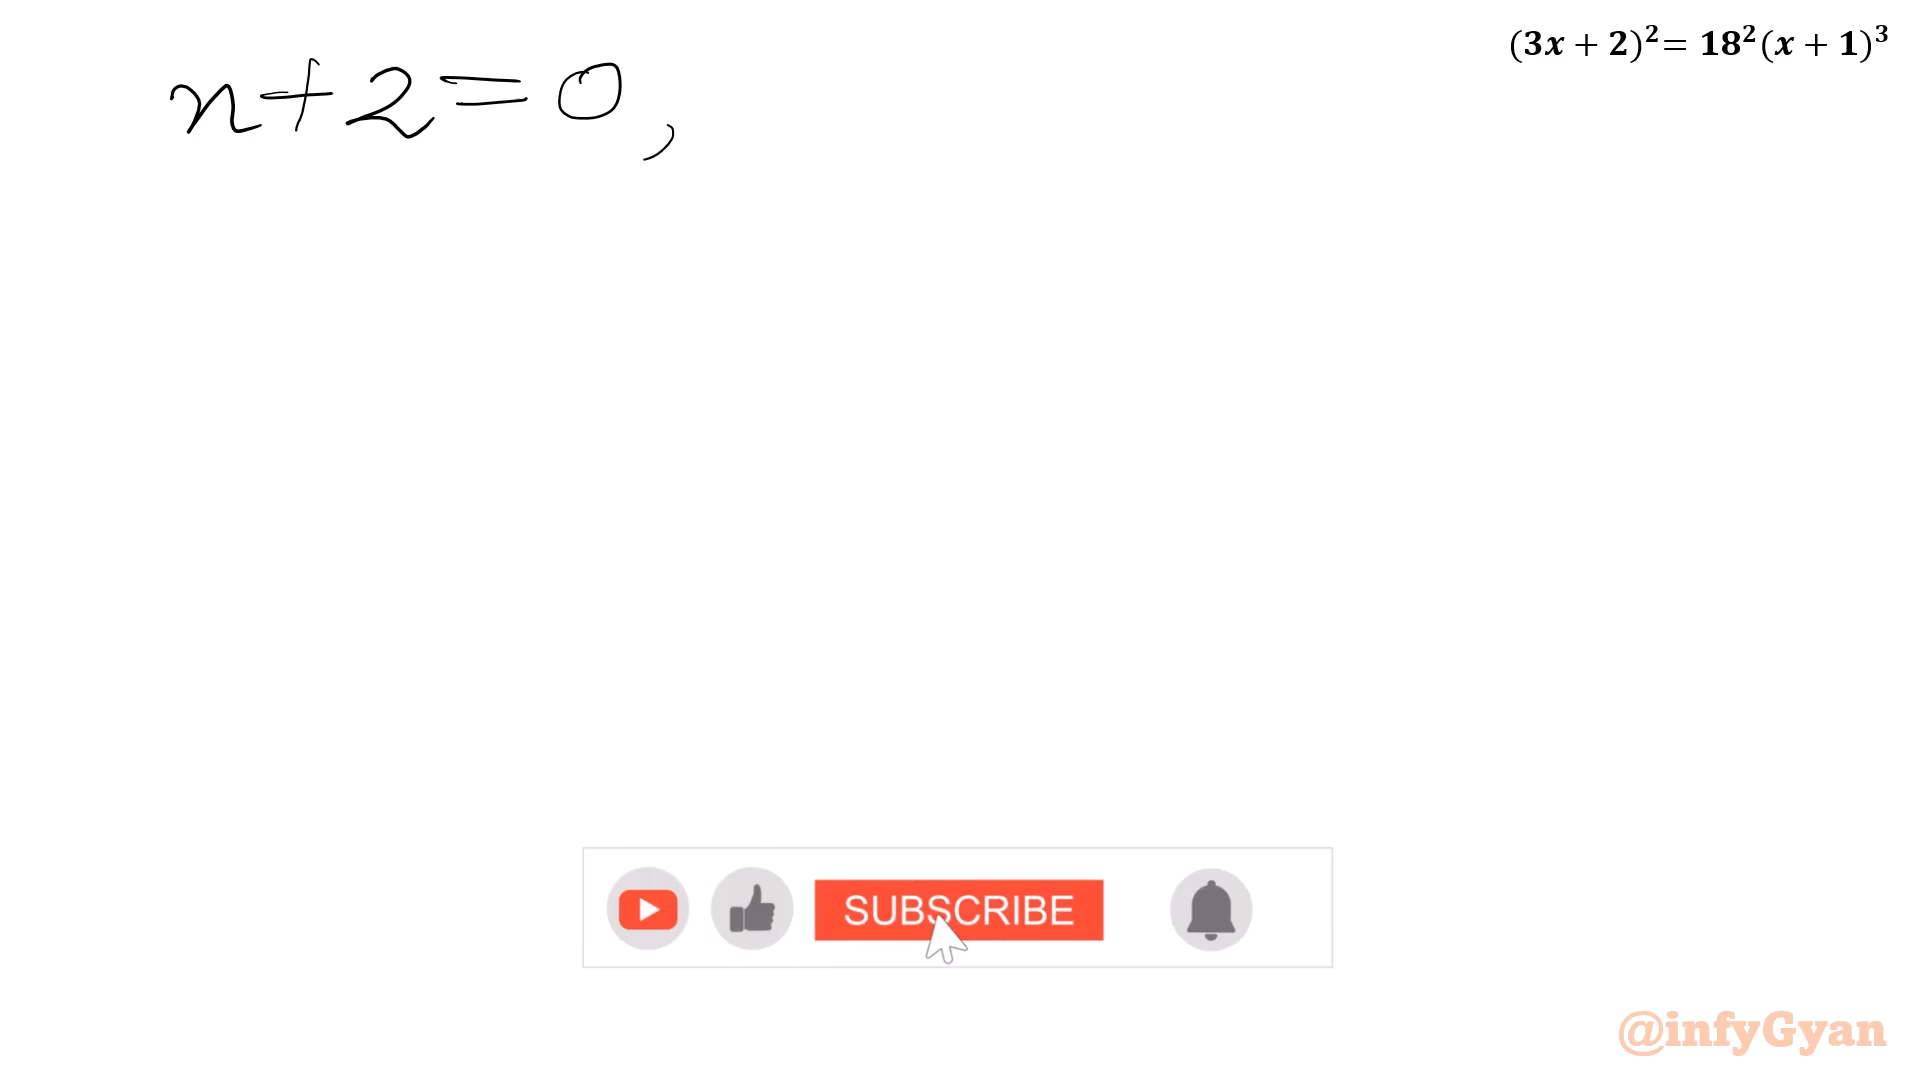 (3x + 2)²= 18²(x + 1)³
x+2=0,
SUBSCRIBE
@infyGyan